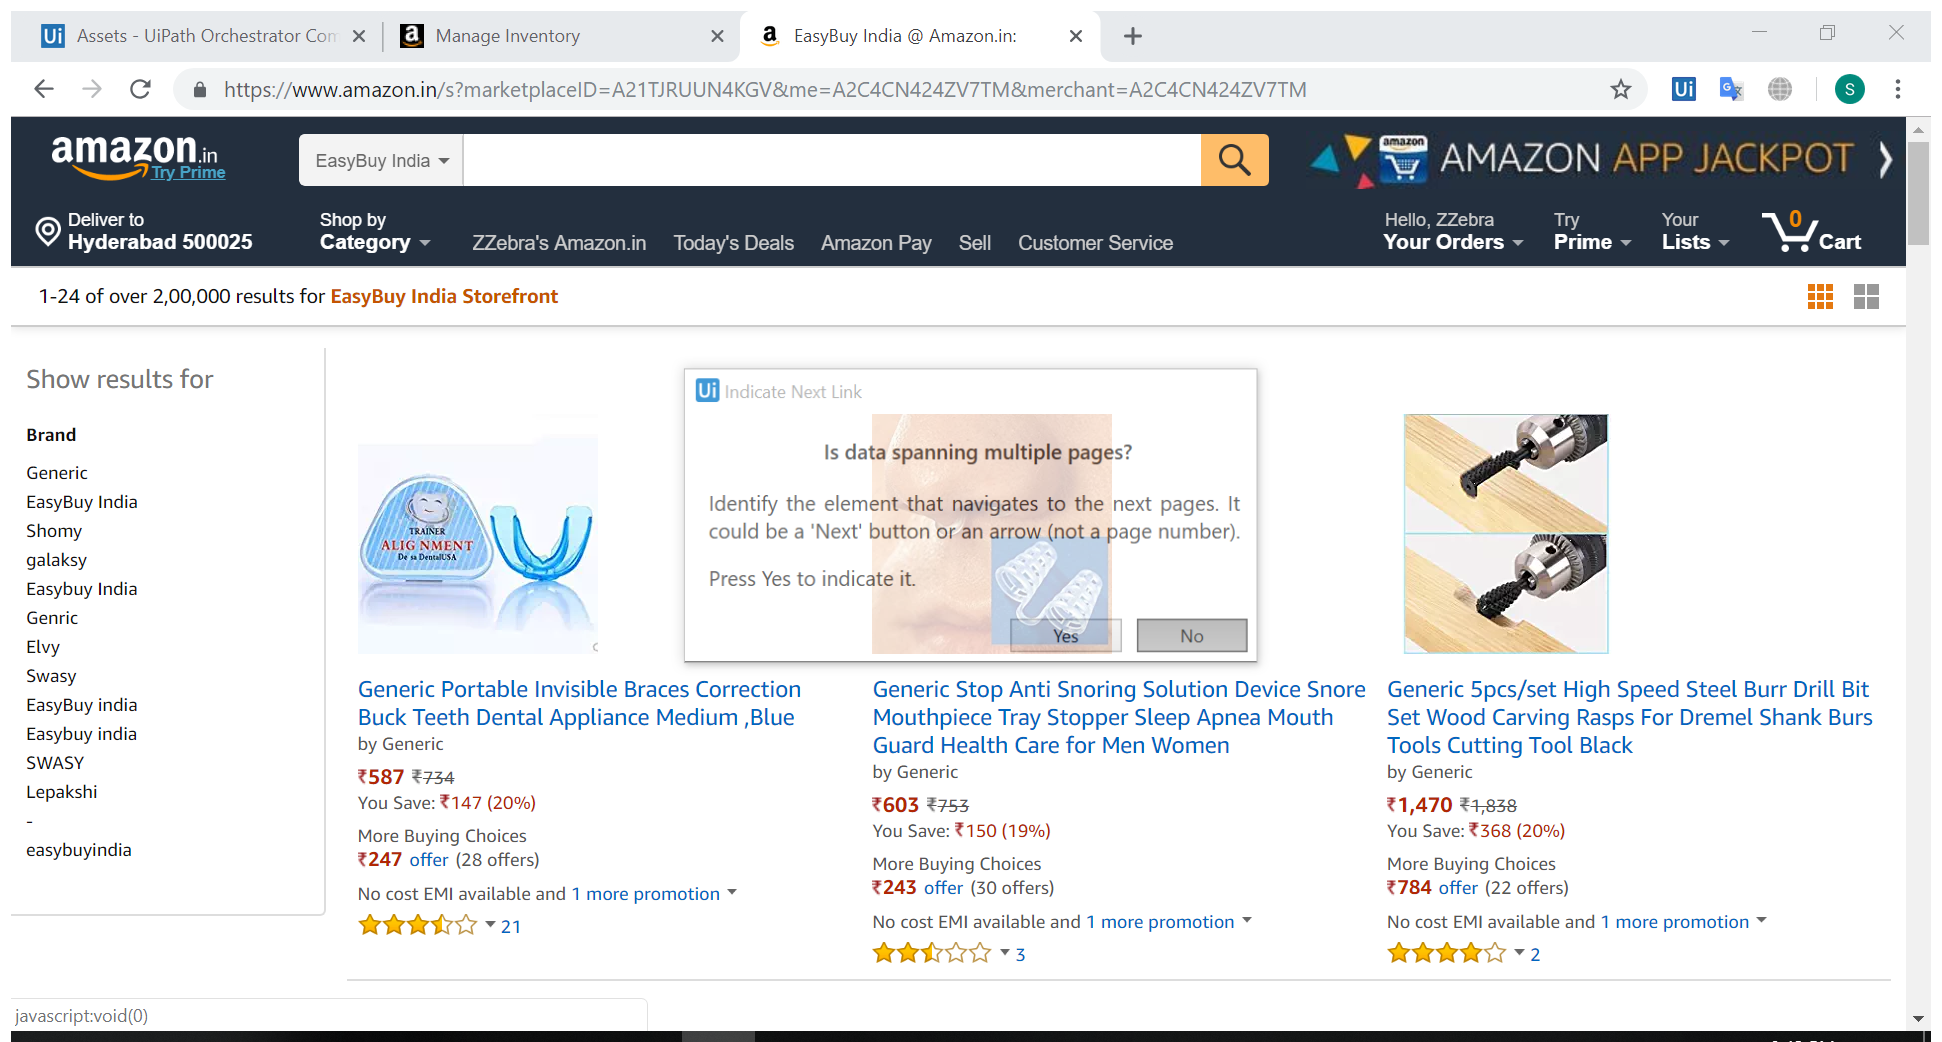 Assets - UiPath Orchestrator Com
Manage Inventory
EasyBuy India @ Amazon.in:
https://www.amazon.in/s?marketplaceID=A21TJRUUN4KGV&me=A2C4CN424ZV7TM&merchant=A2C4CN424ZV7TM
Ui
S
amazon.in
Try Prime
EasyBuy India
amazon
AMAZON APP JACKPOT
Deliver to
Hyderabad 500025
Shop by
Category
ZZebra's Amazon.in
Today's Deals
Amazon Pay
Sell
Customer Service
Hello, ZZebra
Your Orders
Try
Prime
Your
Lists
0
Cart
1-24 of over 2,00,000 results for EasyBuy India Storefront
Show results for
Brand
Generic
EasyBuy India
Shomy
galaksy
Easybuy India
Genric
Elvy
Swasy
EasyBuy india
Easybuy india
SWASY
Lepakshi
-
easybuyindia
Ui Indicate Next Link
Is data spanning multiple pages?
Identify the element that navigates to the next pages. It
could be a 'Next' button or an arrow (not a page number).
Press Yes to indicate it.
Yes
No
TRAINER
ALIGNMENT
De sa DentalUSA
Generic Portable Invisible Braces Correction
Buck Teeth Dental Appliance Medium ,Blue
by Generic
₹587 ₹734
You Save: ₹147 (20%)
More Buying Choices
₹247 offer (28 offers)
No cost EMI available and 1 more promotion
21
Generic Stop Anti Snoring Solution Device Snore
Mouthpiece Tray Stopper Sleep Apnea Mouth
Guard Health Care for Men Women
by Generic
₹603 ₹753
You Save: ₹150 (19%)
More Buying Choices
₹243 offer (30 offers)
No cost EMI available and 1 more promotion
3
Generic 5pcs/set High Speed Steel Burr Drill Bit
Set Wood Carving Rasps For Dremel Shank Burs
Tools Cutting Tool Black
by Generic
₹1,470 ₹1,838
You Save: ₹368 (20%)
More Buying Choices
₹784 offer (22 offers)
No cost EMI available and 1 more promotion
2
javascript:void(0)